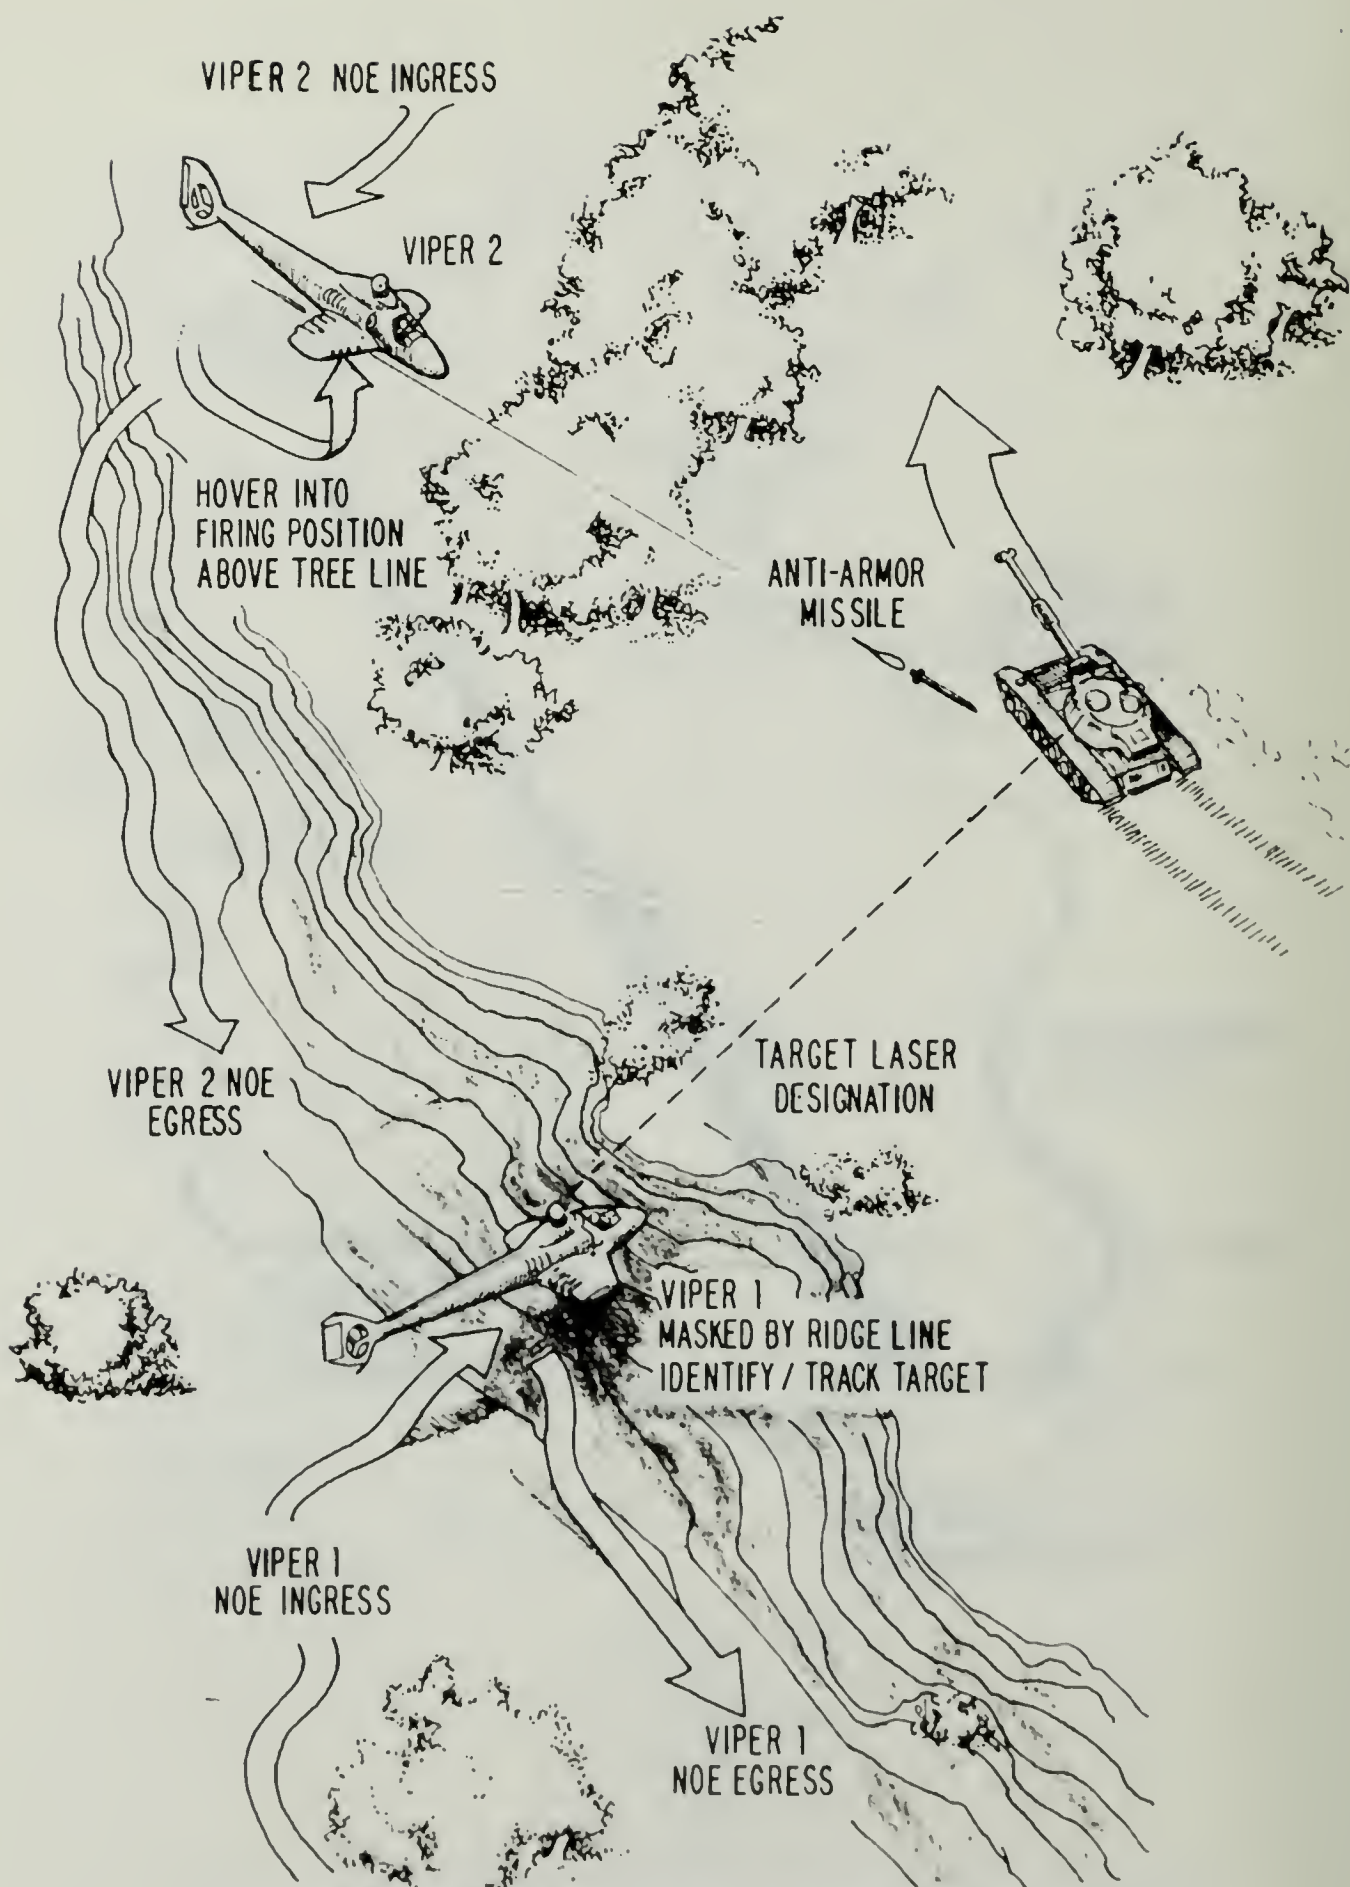 VIPER 2 NOE INGRESS
VIPER 2
HOVER INTO
FIRING POSITION
ABOVE TREE LINE
ANTI-ARMOR
MISSILE
VIPER 2 NOE
EGRESS
TARGET LASER
DESIGNATION
VIPER 1
MASKED BY RIDGE LINE
IDENTIFY / TRACK TARGET
VIPER 1
NOE INGRESS
VIPER 1
NOE EGRESS